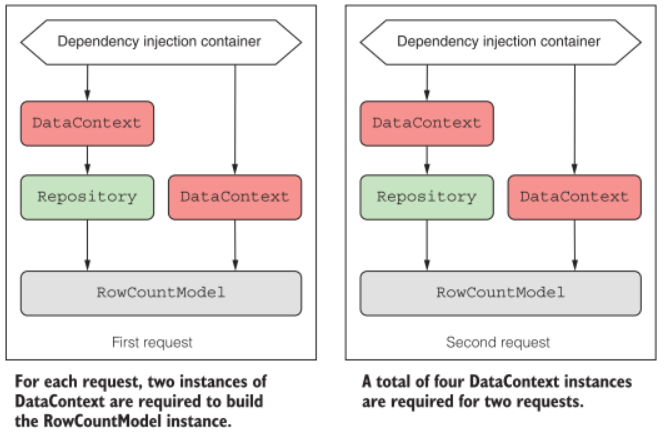 Dependency injection container
DataContext
Repository
DataContext
RowCountModel
First request
For each request, two instances of
DataContext are required to build
the RowCountModel instance.
Dependency injection container
DataContext
Repository
DataContext
RowCountModel
Second request
A total of four DataContext instances
are required for two requests.